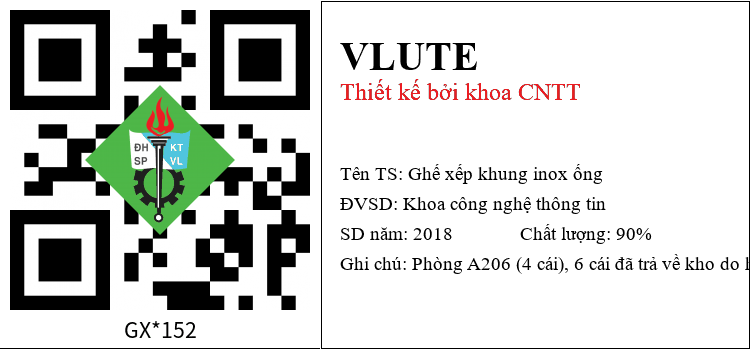 ĐH KT
SP VL
GX*152
VLUTE
Thiết kế bởi khoa CNTT
Tên TS: Ghế xếp khung inox ống
ĐVSD: Khoa công nghệ thông tin
SD năm: 2018 Chất lượng: 90%
Ghi chú: Phòng A206 (4 cái), 6 cái đã trả về kho do